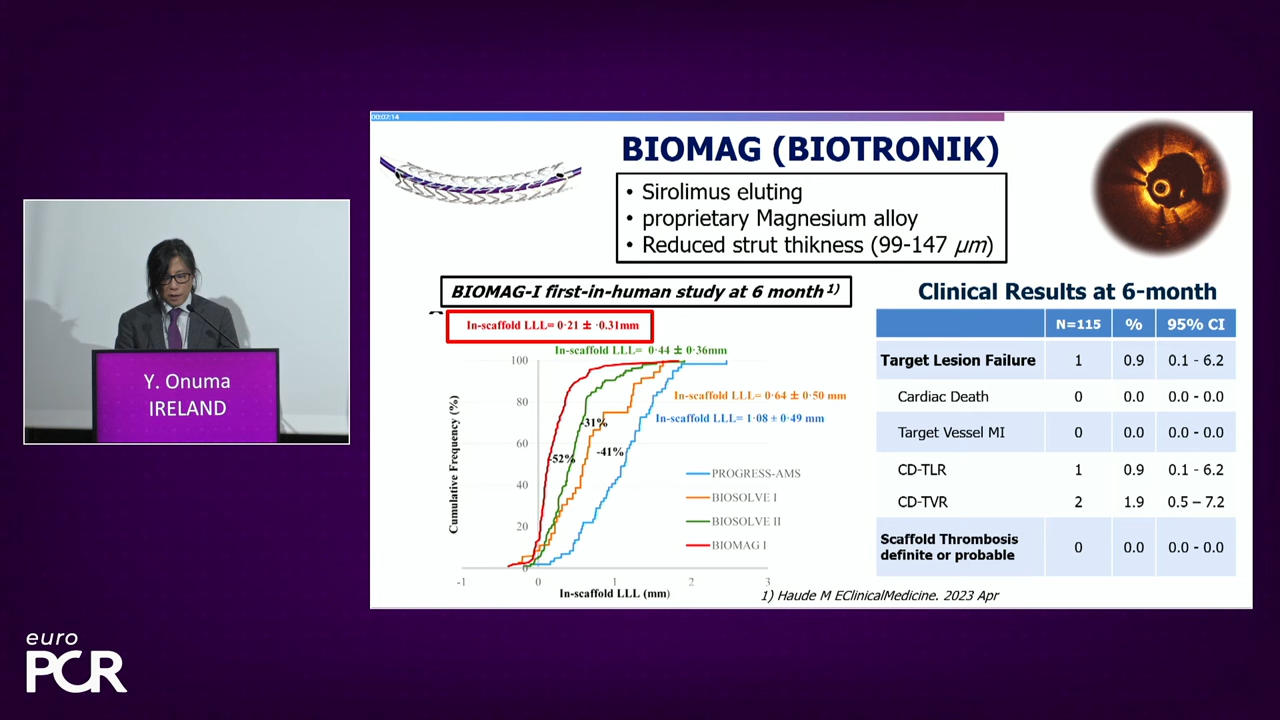 00:07:14
BIOMAG (BIOTRONIK)
• Sirolimus eluting
• proprietary Magnesium alloy
• Reduced strut thikness (99-147 µm)
BIOMAG-I first-in-human study at 6 month 1)
In-scaffold LLL= 0·21 ± ·0.31mm
In-scaffold LLL= 0·44 ± 0·36mm
In-scaffold LLL= 0·64 ± 0·50 mm
In-scaffold LLL= 1·08 ± 0·49 mm
Cumulative Frequency (%)
100
80
60
40
20
0
-31%
-52%
-41%
PROGRESS-AMS
BIOSOLVE I
BIOSOLVE II
BIOMAG I
-1 0 1 2 3
In-scaffold LLL (mm)
Clinical Results at 6-month
N=115 % 95% CI
Target Lesion Failure 1 0.9 0.1 - 6.2
Cardiac Death 0 0.0 0.0 - 0.0
Target Vessel MI 0 0.0 0.0 - 0.0
CD-TLR 1 0.9 0.1 - 6.2
CD-TVR 2 1.9 0.5 – 7.2
Scaffold Thrombosis
definite or probable 0 0.0 0.0 - 0.0
1) Haude M EClinicalMedicine. 2023 Apr
Y. Onuma
IRELAND
euro
PCR